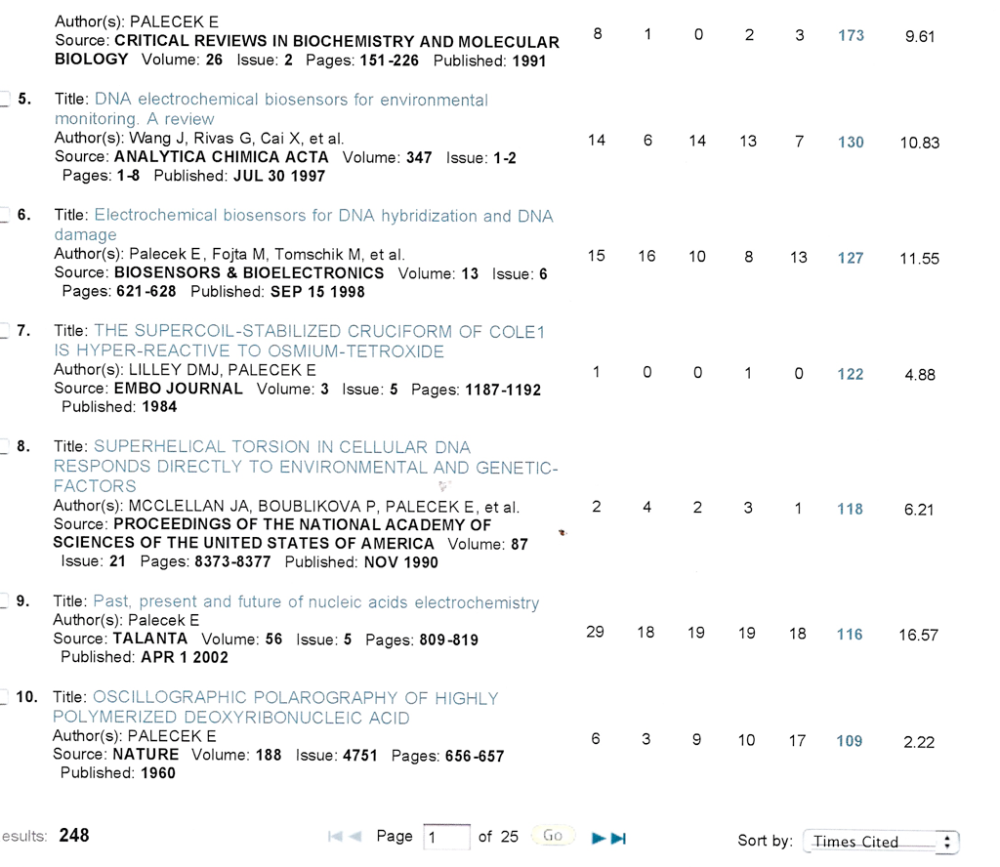 Author(s): PALECEK E
Source: CRITICAL REVIEWS IN BIOCHEMISTRY AND MOLECULAR
BIOLOGY Volume: 26 Issue: 2 Pages: 151-226 Published: 1991
8 1 0 2 3 173 9.61
5. Title: DNA electrochemical biosensors for environmental
monitoring. A review
Author(s): Wang J, Rivas G, Cai X, et al.
Source: ANALYTICA CHIMICA ACTA Volume: 347 Issue: 1-2
Pages: 1-8 Published: JUL 30 1997
14 6 14 13 7 130 10.83
6. Title: Electrochemical biosensors for DNA hybridization and DNA
damage
Author(s): Palecek E, Fojta M, Tomschik M, et al.
Source: BIOSENSORS & BIOELECTRONICS Volume: 13 Issue: 6
Pages: 621-628 Published: SEP 15 1998
15 16 10 8 13 127 11.55
7. Title: THE SUPERCOIL-STABILIZED CRUCIFORM OF COLE1
IS HYPER-REACTIVE TO OSMIUM-TETROXIDE
Author(s): LILLEY DMJ, PALECEK E
Source: EMBO JOURNAL Volume: 3 Issue: 5 Pages: 1187-1192
Published: 1984
1 0 0 1 0 122 4.88
8. Title: SUPERHELICAL TORSION IN CELLULAR DNA
RESPONDS DIRECTLY TO ENVIRONMENTAL AND GENETIC-
FACTORS
Author(s): MCCLELLAN JA, BOUBLIKOVA P, PALECEK E, et al.
Source: PROCEEDINGS OF THE NATIONAL ACADEMY OF
SCIENCES OF THE UNITED STATES OF AMERICA Volume: 87
Issue: 21 Pages: 8373-8377 Published: NOV 1990
2 4 2 3 1 118 6.21
9. Title: Past, present and future of nucleic acids electrochemistry
Author(s): Palecek E
Source: TALANTA Volume: 56 Issue: 5 Pages: 809-819
Published: APR 1 2002
29 18 19 19 18 116 16.57
10. Title: OSCILLOGRAPHIC POLAROGRAPHY OF HIGHLY
POLYMERIZED DEOXYRIBONUCLEIC ACID
Author(s): PALECEK E
Source: NATURE Volume: 188 Issue: 4751 Pages: 656-657
Published: 1960
6 3 9 10 17 109 2.22
esults: 248 Page 1 of 25 Go Sort by: Times Cited